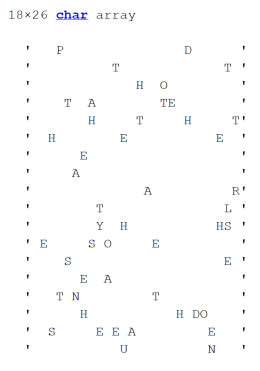 18×26 char array
'   P               D      '
'          T             T '
'             H  O         '
'    T  A        TE        '
'       H     T     H     T'
'  H        E           E  '
'      E                   '
'     A                    '
'              A          R'
'        T               L '
'        Y  H           HS '
' E     S O     E          '
'    S                   E '
'      E  A                '
'   T N         T          '
'      H           H DO    '
'  S     E E A         E   '
'           U          N   '